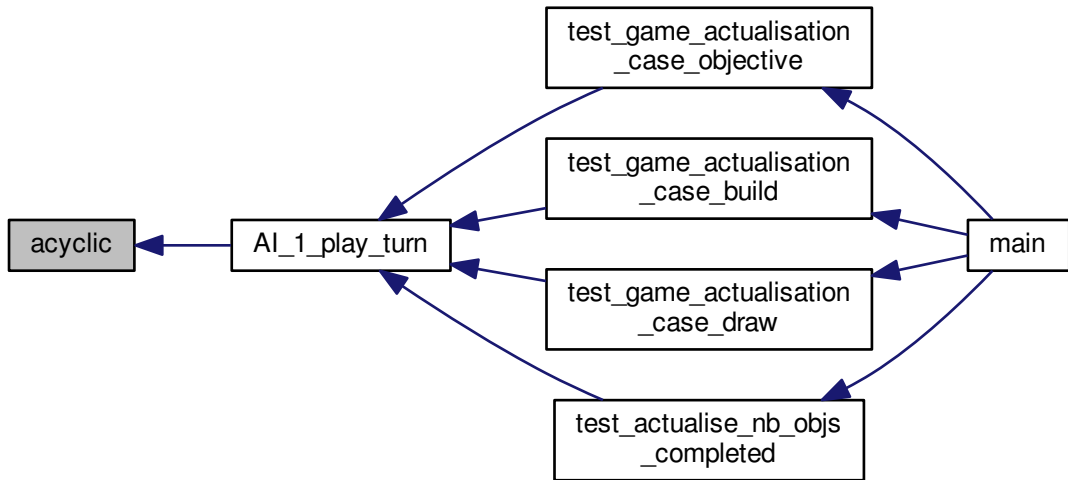 test_game_actualisation
_case_objective
test_game_actualisation
_case_build
acyclic
AI_1_play_turn
main
test_game_actualisation
_case_draw
test_actualise_nb_objs
_completed